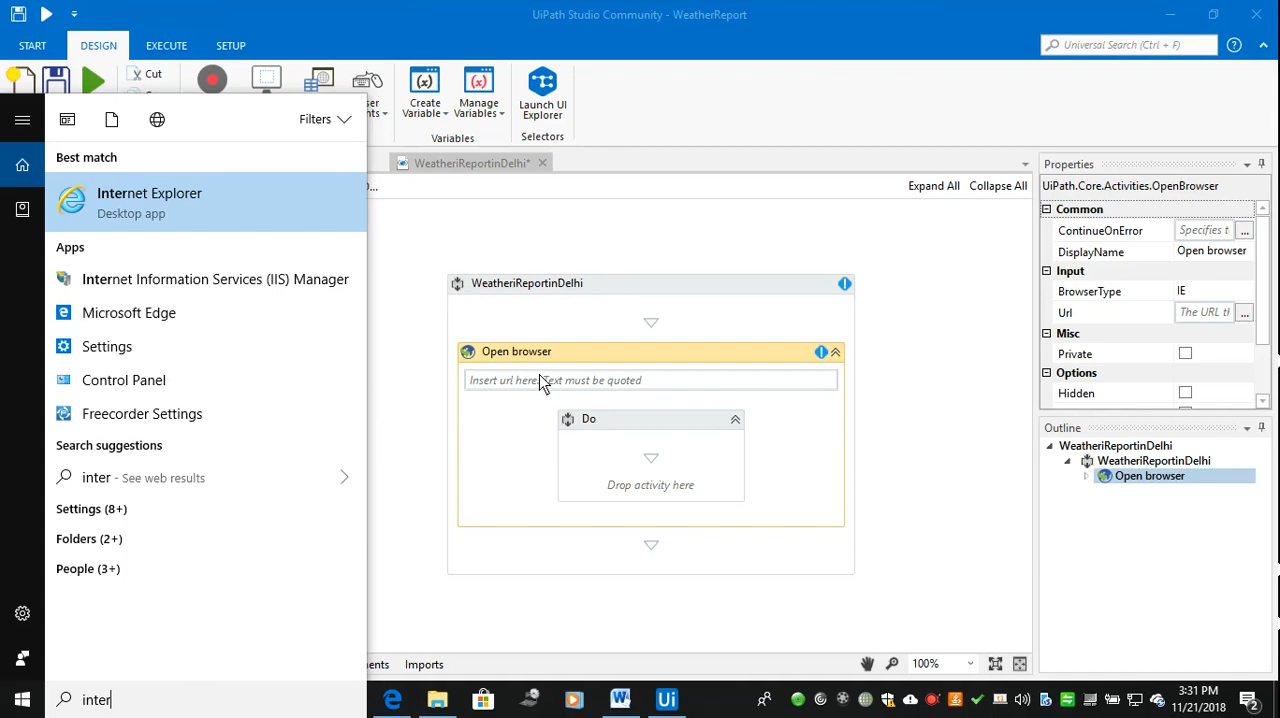 UiPath Studio Community - WeatherReport
START DESIGN EXECUTE SETUP
Universal Search (Ctrl + F)
Cut
Create
Variable
Manage
Variables
Launch UI
Explorer
Variables
Selectors
Filters
Best match
Internet Explorer
Desktop app
Apps
Internet Information Services (IIS) Manager
Microsoft Edge
Settings
Control Panel
Freecorder Settings
Search suggestions
inter - See web results
Settings (8+)
Folders (2+)
People (3+)
inter
WeatheriReportinDelhi*
Expand All Collapse All
WeatheriReportinDelhi
Open browser
Insert url here. Text must be quoted
Do
Drop activity here
Imports
100%
Properties
UiPath.Core.Activities.OpenBrowser
Common
ContinueOnError Specifies t ...
DisplayName Open browser
Input
BrowserType IE
Url The URL th ...
Misc
Private
Options
Hidden
Outline
WeatheriReportinDelhi
WeatheriReportinDelhi
Open browser
3:31 PM
11/21/2018
2